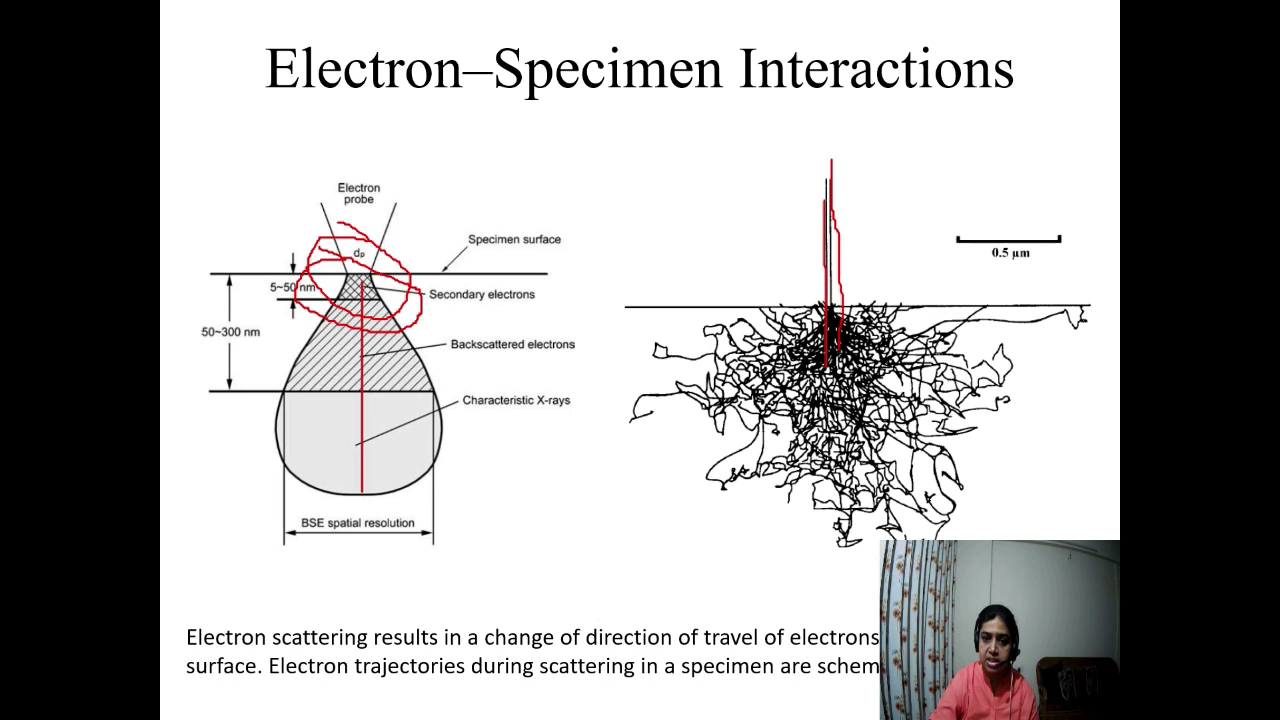 Electron–Specimen Interactions
Electron
probe
dp
Specimen surface
5~50 nm
Secondary electrons
50~300 nm
Backscattered electrons
Characteristic X-rays
BSE spatial resolution
0.5 µm
Electron scattering results in a change of direction of travel of electrons
surface. Electron trajectories during scattering in a specimen are schem